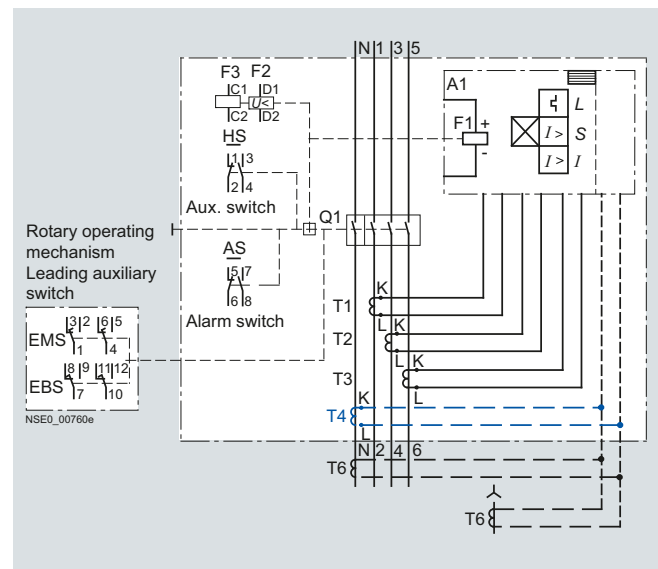 N 1 3 5
F3 F2
C1 D1
U<
C2 D2
A1
F1 +
-
L
I > S
I > I
HS
1 3
2 4
Aux. switch
Q1
Rotary operating
mechanism
Leading auxiliary
switch
AS
5 7
6 8
Alarm switch
3 2 6 5
EMS
1 4
8 9 11 12
EBS
7 10
NSE0_00760e
K
T1
L K
T2
L K
T3
L
K
T4
L
N 2 4 6
T6
T6